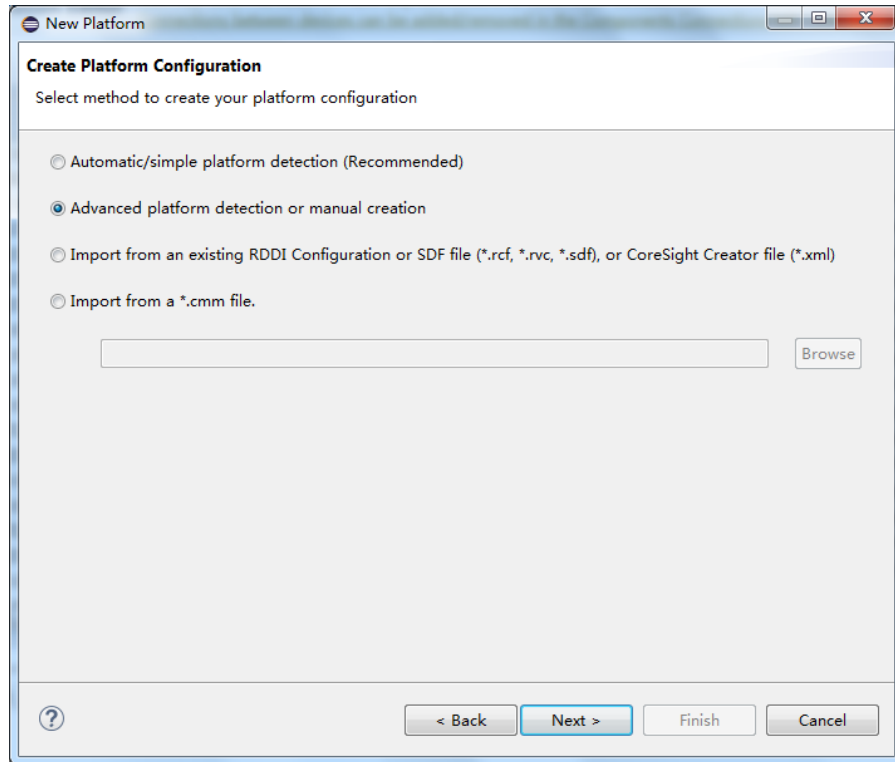 New Platform
Create Platform Configuration
Select method to create your platform configuration
Automatic/simple platform detection (Recommended)
Advanced platform detection or manual creation
Import from an existing RDDI Configuration or SDF file (*.rcf, *.rvc, *.sdf), or CoreSight Creator file (*.xml)
Import from a *.cmm file.
Browse
?
< Back
Next >
Finish
Cancel